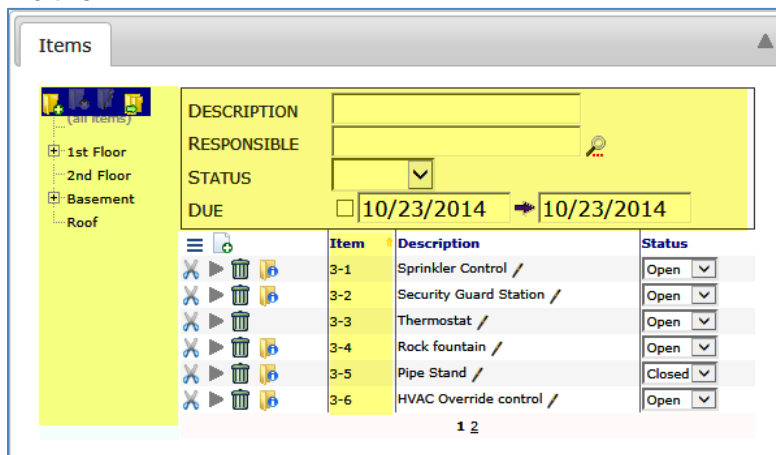 Items
(all items)
1st Floor
2nd Floor
Basement
Roof
DESCRIPTION
RESPONSIBLE
STATUS
DUE 10/23/2014 10/23/2014
Item Description Status
3-1 Sprinkler Control Open
3-2 Security Guard Station Open
3-3 Thermostat Open
3-4 Rock fountain Open
3-5 Pipe Stand Closed
3-6 HVAC Override control Open
1 2